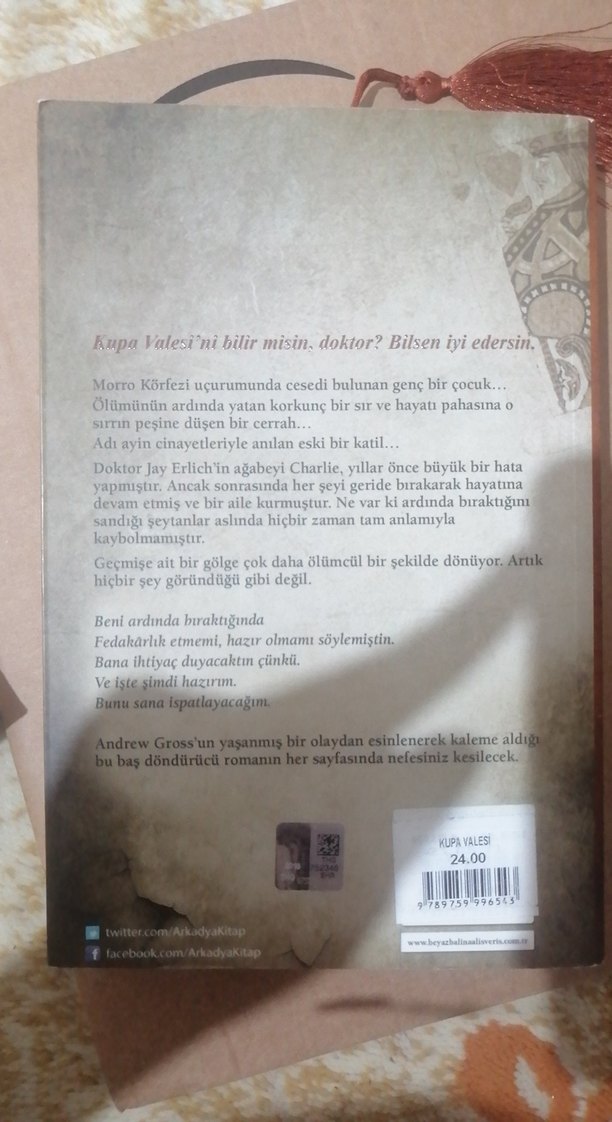 Kupa Valesi'ni bilir misin, doktor? Bilsen iyi edersin.
Morro Körfezi uçurumunda cesedi bulunan genç bir çocuk...
Ölümünün ardında yatan korkunç bir sır ve hayatı pahasına o
sırrın peşine düşen bir cerrah...
Adı ayin cinayetleriyle anılan eski bir katil...
Doktor Jay Erlich'in ağabeyi Charlie, yıllar önce büyük bir hata
yapmıştır. Ancak sonrasında her şeyi geride bırakarak hayatına
devam etmiş ve bir aile kurmuştur. Ne var ki ardında bıraktığını
sandığı şeytanlar aslında hiçbir zaman tam anlamıyla
kaybolmamıştır.
Geçmişe ait bir gölge çok daha ölümcül bir şekilde dönüyor. Artık
hiçbir şey göründüğü gibi değil.
Beni ardında bıraktığında
Fedakârlık etmemi, hazır olmamı söylemiştin.
Bana ihtiyaç duyacaktın çünkü.
Ve işte şimdi hazırım.
Bunu sana ispatlayacağım.
Andrew Gross'un yaşanmış bir olaydan esinlenerek kaleme aldığı
bu baş döndürücü romanın her sayfasında nefesiniz kesilecek.
KUPA VALESİ
24.00
9 789759 996543
www.beyazbalinaalisveris.com.tr
twitter.com/ArkadyaKitap
facebook.com/ArkadyaKitap